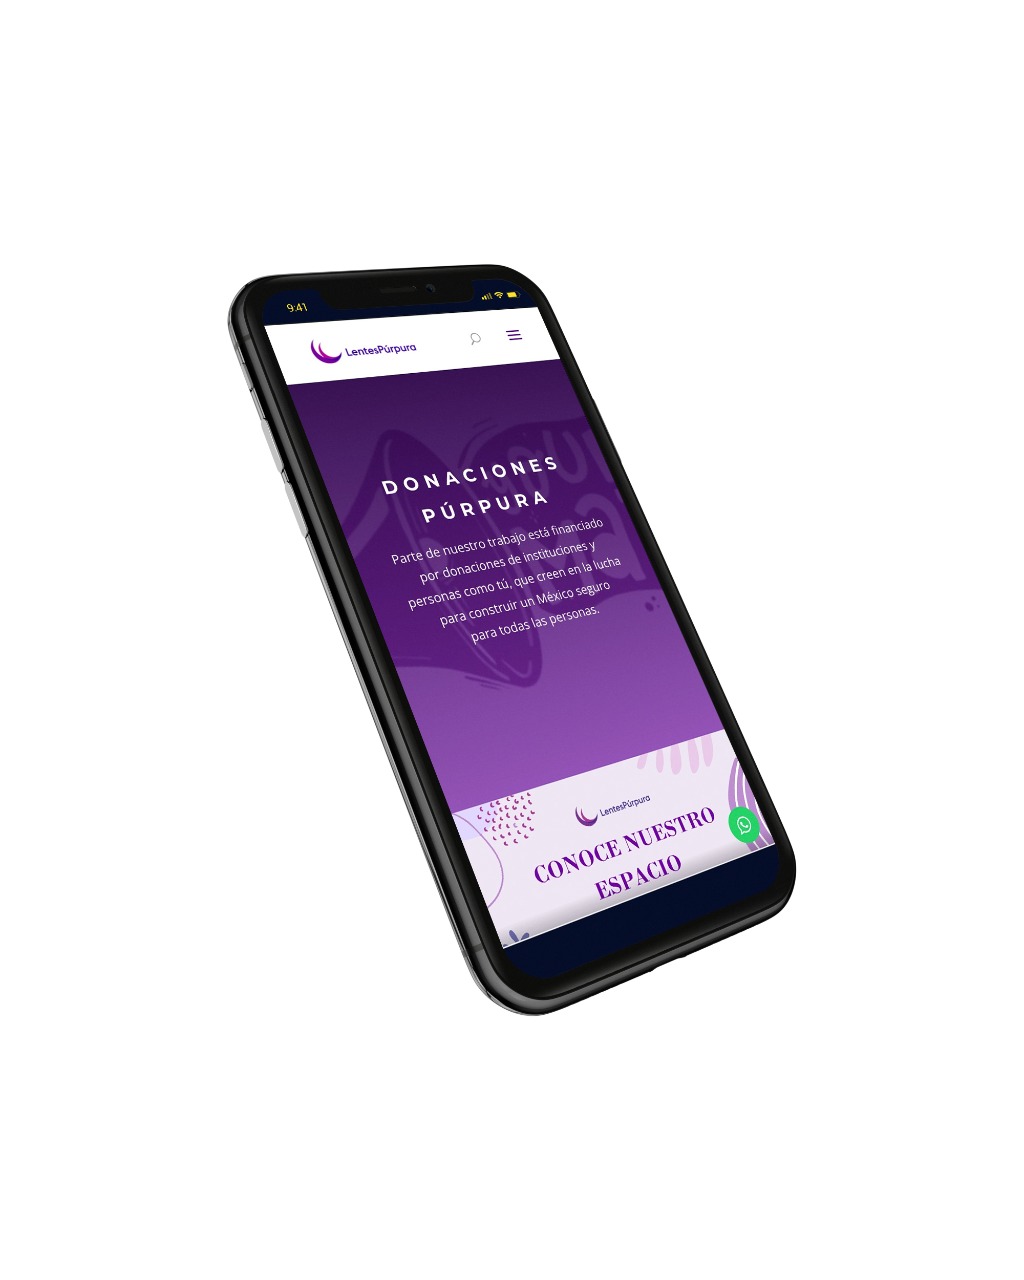 9:41
LentesPúrpura
DONACIONES
PÚRPURA
Parte de nuestro trabajo está financiado
por donaciones de instituciones y
personas como tú, que creen en la lucha
para construir un México seguro
para todas las personas.
LentesPúrpura
CONOCE NUESTRO
ESPACIO